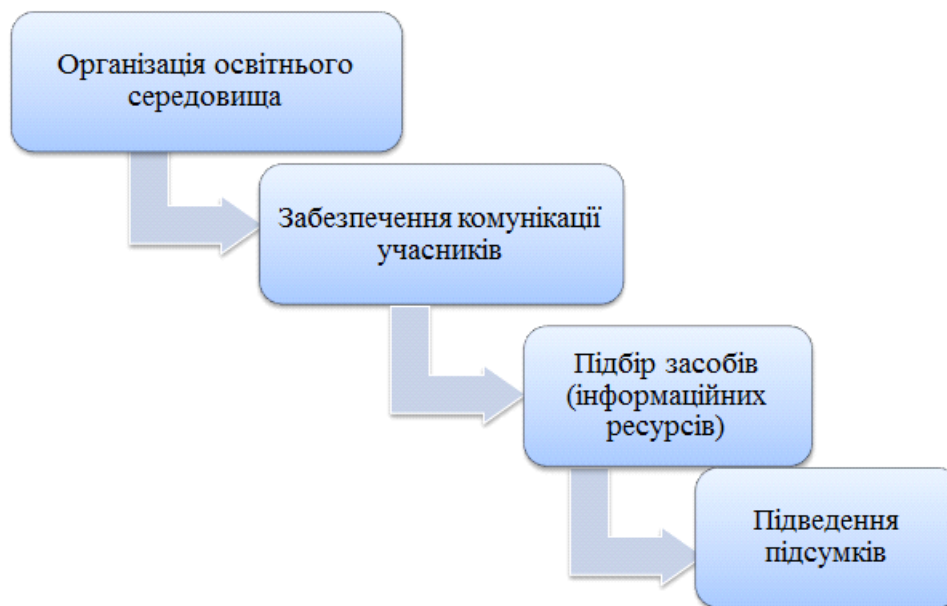 Організація освітнього
середовища
Забезпечення комунікації
учасників
Підбір засобів
(інформаційних
ресурсів)
Підведення
підсумків